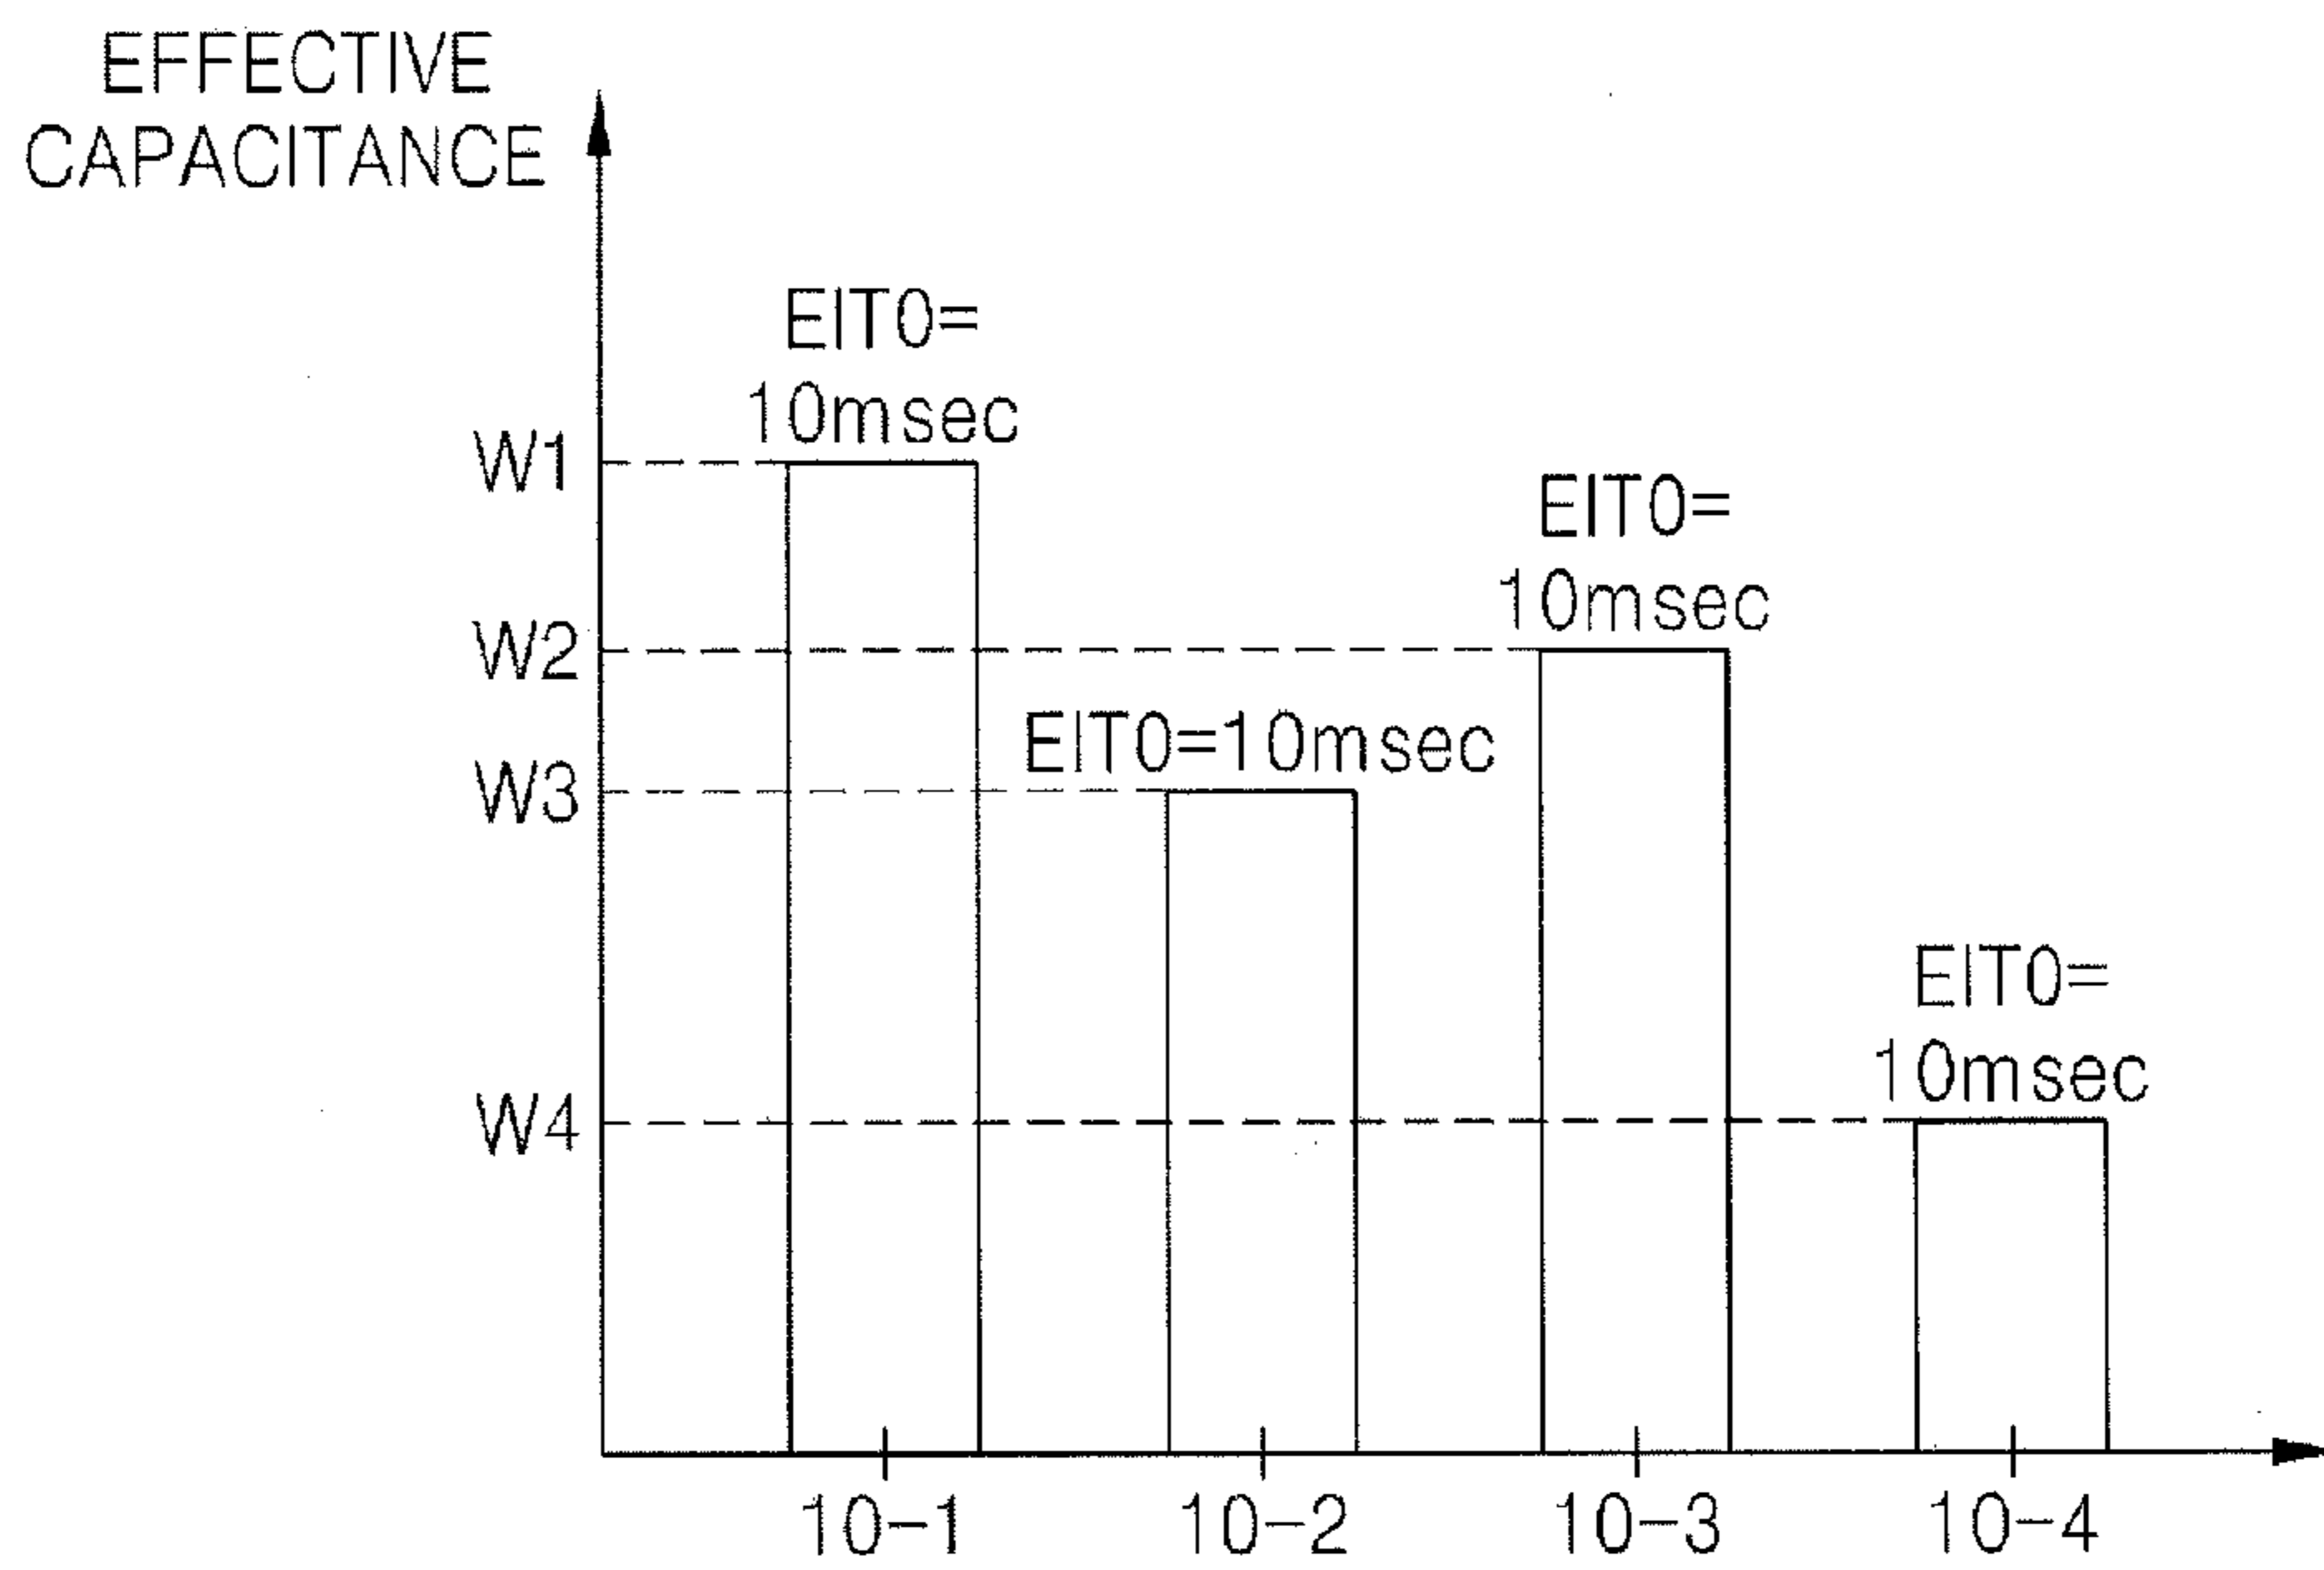 EFFECTIVE
CAPACITANCE
EIT0=
10msec
W1
EIT0=
10msec
W2
EIT0=10msec
W3
EIT0=
10msec
W4
10-1
10-2
10-3
10-4